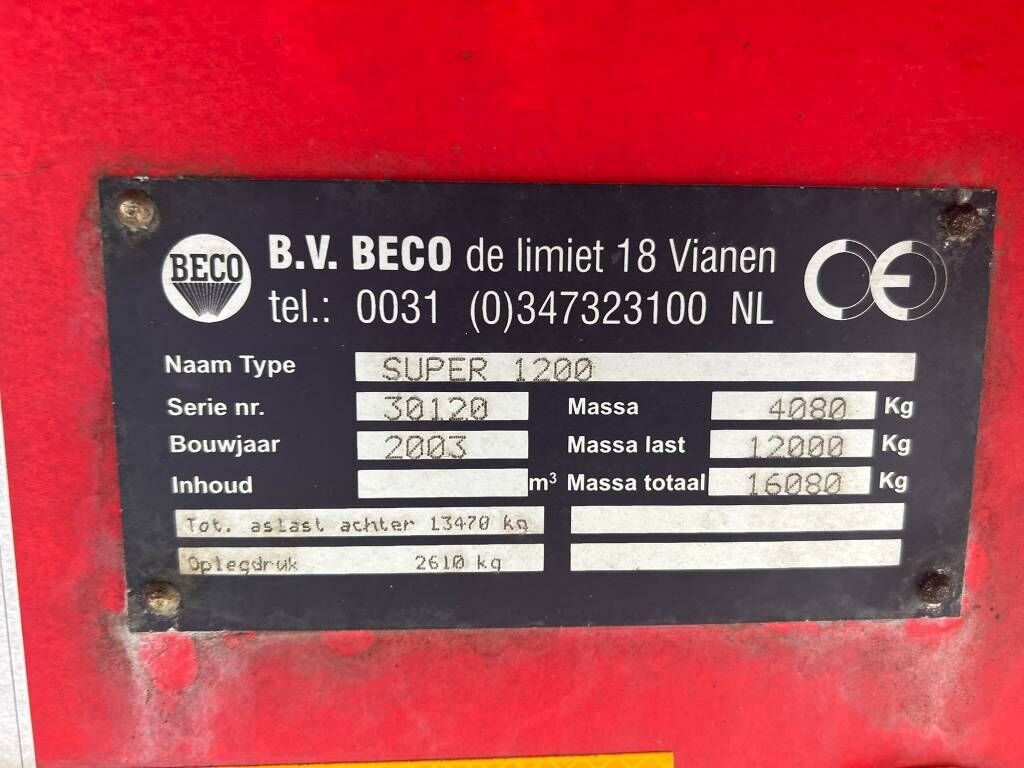 BECO
B.V. BECO de limiet 18 Vianen
tel.: 0031 (0)347323100 NL
CE
Naam Type SUPER 1200
Serie nr. 30120 Massa 4080 Kg
Bouwjaar 2003 Massa last 12000 Kg
Inhoud m³ Massa totaal 16080 Kg
Tot. aslast achter 13470 kg
Oplegdruk 2610 kg